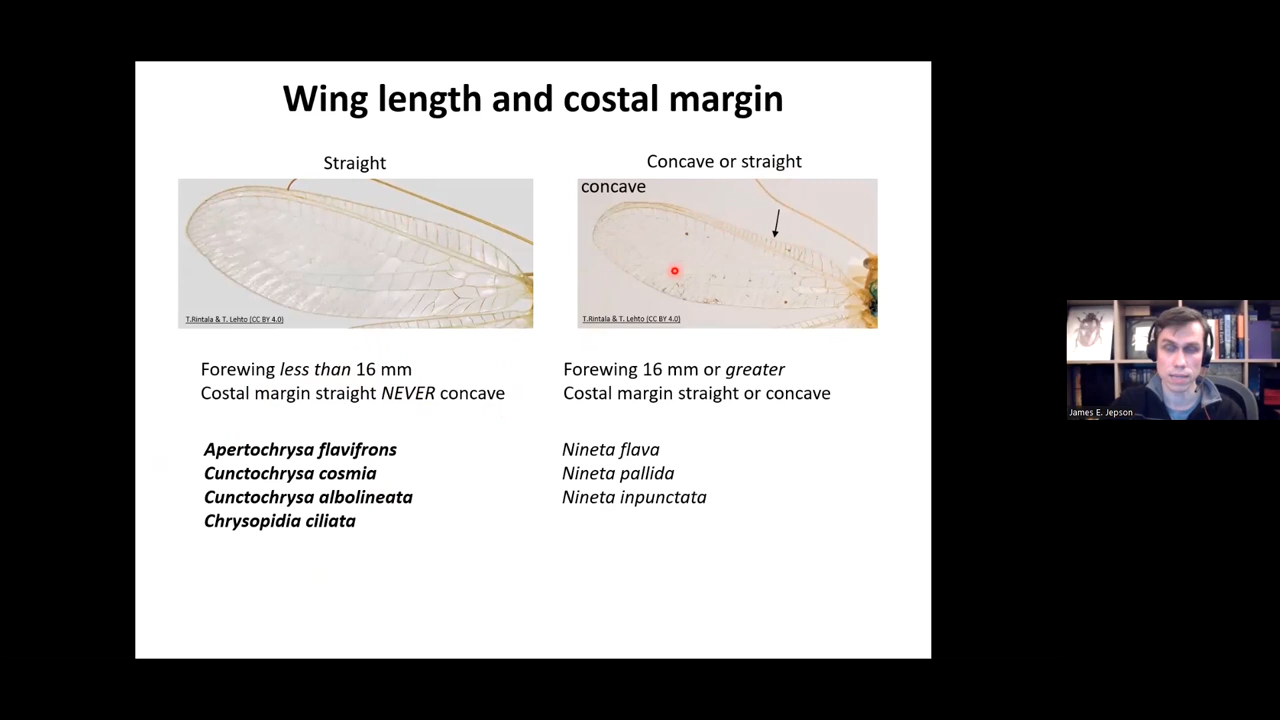 Wing length and costal margin
Straight
Concave or straight
concave
T.Rintala & T. Lehto (CC BY 4.0)
T.Rintala & T. Lehto (CC BY 4.0)
Forewing less than 16 mm
Costal margin straight NEVER concave
Forewing 16 mm or greater
Costal margin straight or concave
Apertochrysa flavifrons
Cunctochrysa cosmia
Cunctochrysa albolineata
Chrysopidia ciliata
Nineta flava
Nineta pallida
Nineta inpunctata
James E. Jepson